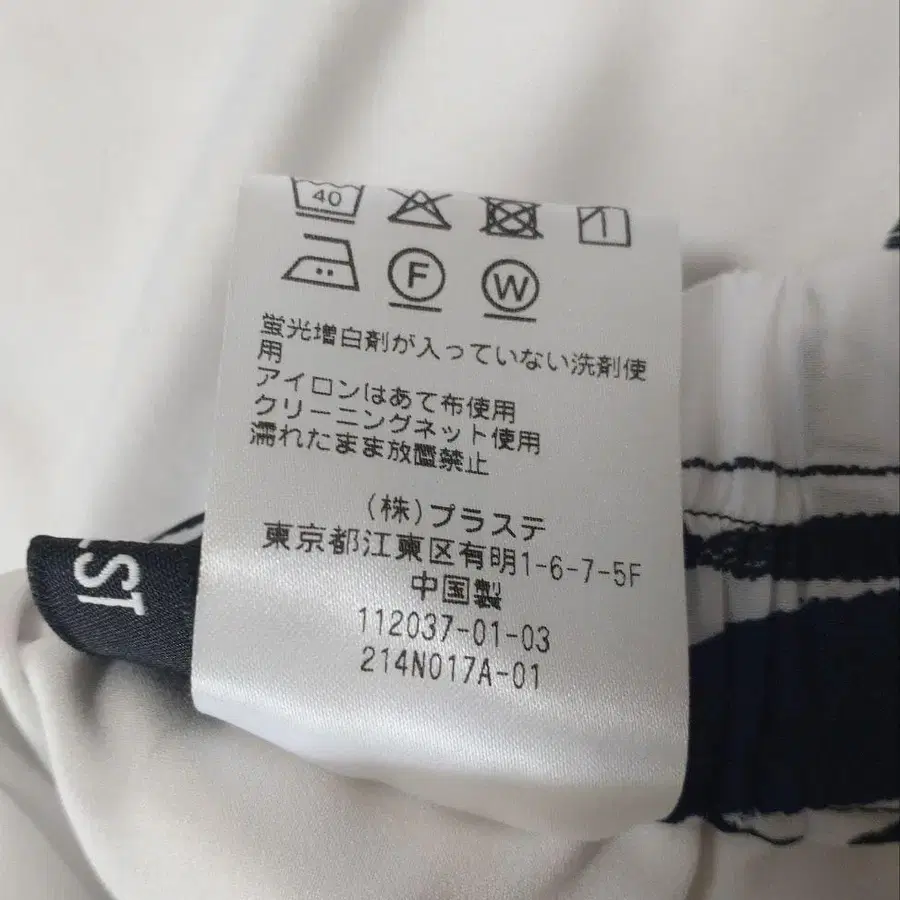 40
F W
蛍光増白剤が入っていない洗剤使
用
アイロンはあて布使用
クリーニングネット使用
濡れたまま放置禁止
(株)プラステ
東京都江東区有明1-6-7-5F
中国製
112037-01-03
214N017A-01
ST